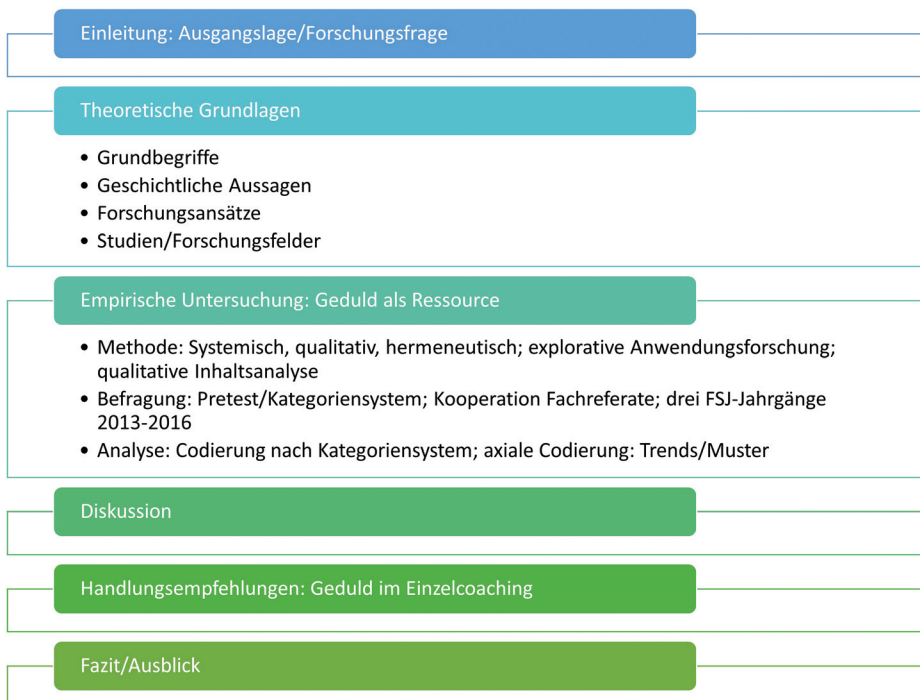 Einleitung: Ausgangslage/Forschungsfrage
Theoretische Grundlagen
• Grundbegriffe
• Geschichtliche Aussagen
• Forschungsansätze
• Studien/Forschungsfelder
Empirische Untersuchung: Geduld als Ressource
• Methode: Systemisch, qualitativ, hermeneutisch; explorative Anwendungsforschung;
qualitative Inhaltsanalyse
• Befragung: Pretest/Kategoriensystem; Kooperation Fachreferate; drei FSJ-Jahrgänge
2013-2016
• Analyse: Codierung nach Kategoriensystem; axiale Codierung: Trends/Muster
Diskussion
Handlungsempfehlungen: Geduld im Einzelcoaching
Fazit/Ausblick